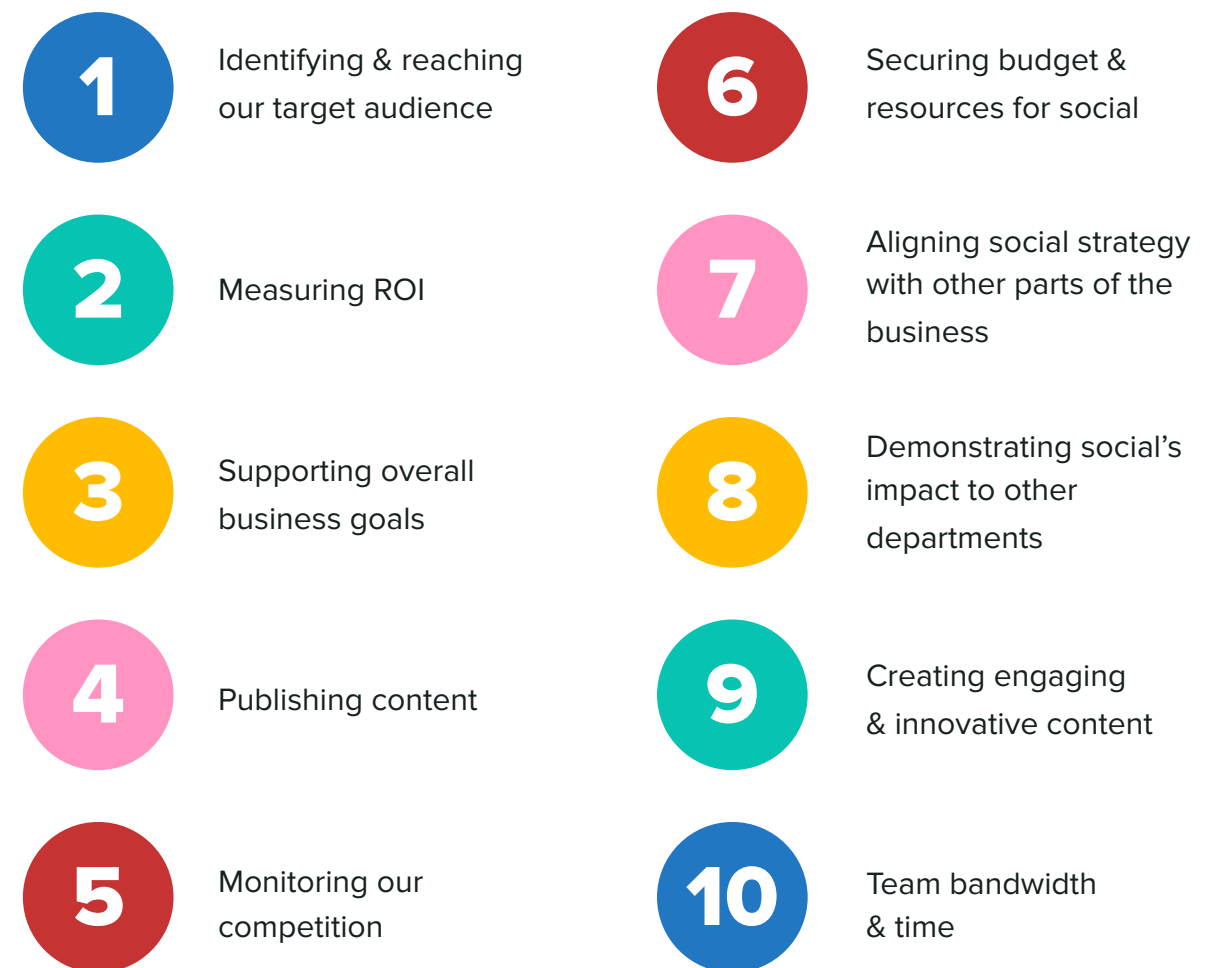 1
Identifying & reaching
our target audience
2
Measuring ROI
3
Supporting overall
business goals
4
Publishing content
5
Monitoring our
competition
6
Securing budget &
resources for social
7
Aligning social strategy
with other parts of the
business
8
Demonstrating social’s
impact to other
departments
9
Creating engaging
& innovative content
10
Team bandwidth
& time